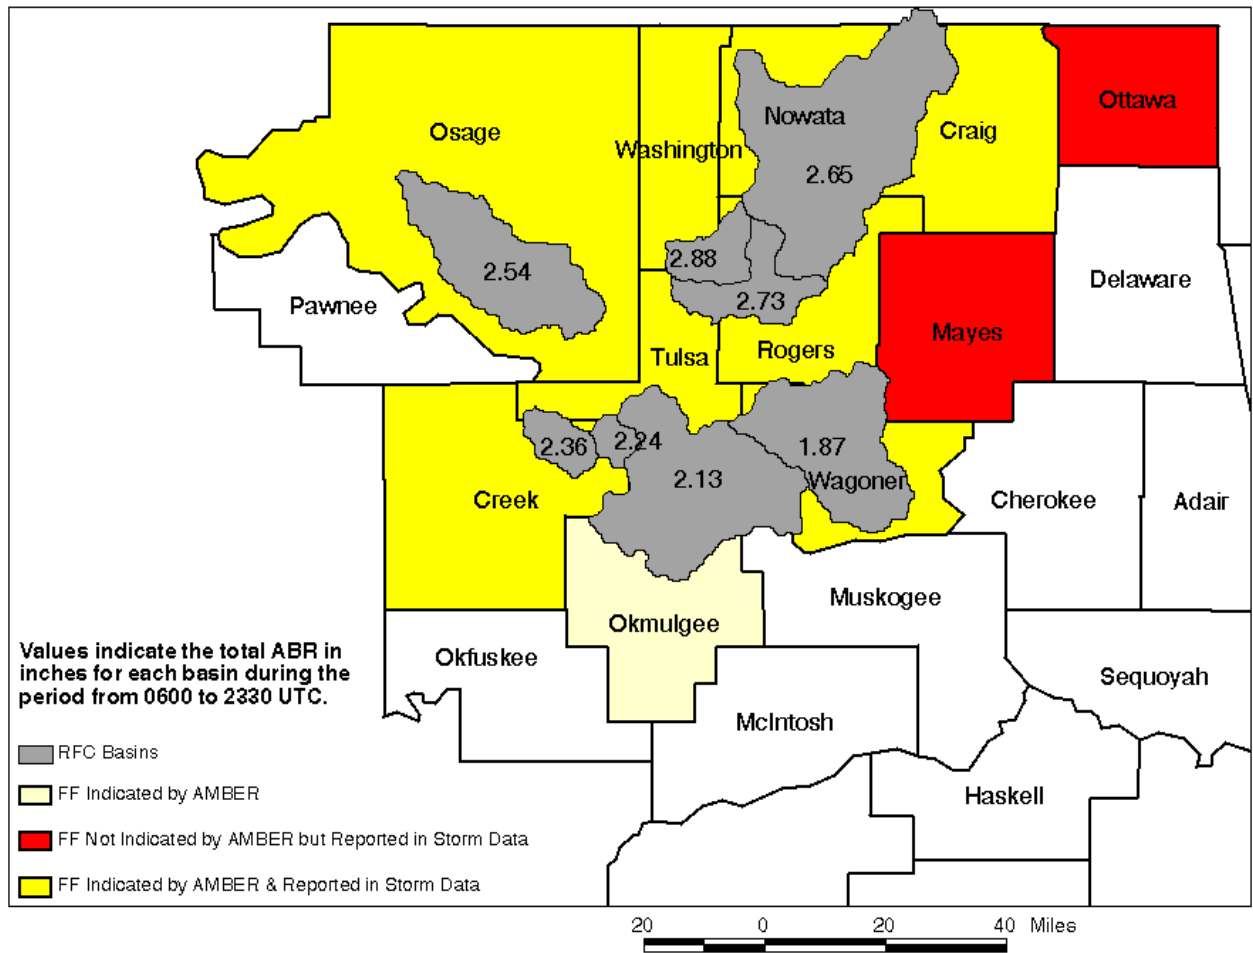 Ottawa
Nowata
Osage
Craig
Washington
2.65
2.88
2.54
Delaware
2.73
Pawnee
Mayes
Rogers
Tulsa
2.36
2.24
1.87
2.13
Wagoner
Creek
Cherokee
Adair
Muskogee
Okmulgee
Values indicate the total ABR in
inches for each basin during the
period from 0600 to 2330 UTC.
Okfuskee
Sequoyah
McIntosh
RFC Basins
Haskell
FF Indicated by AMBER
FF Not Indicated by AMBER but Reported in Storm Data
FF Indicated by AMBER & Reported in Storm Data
20 0 20 40 Miles